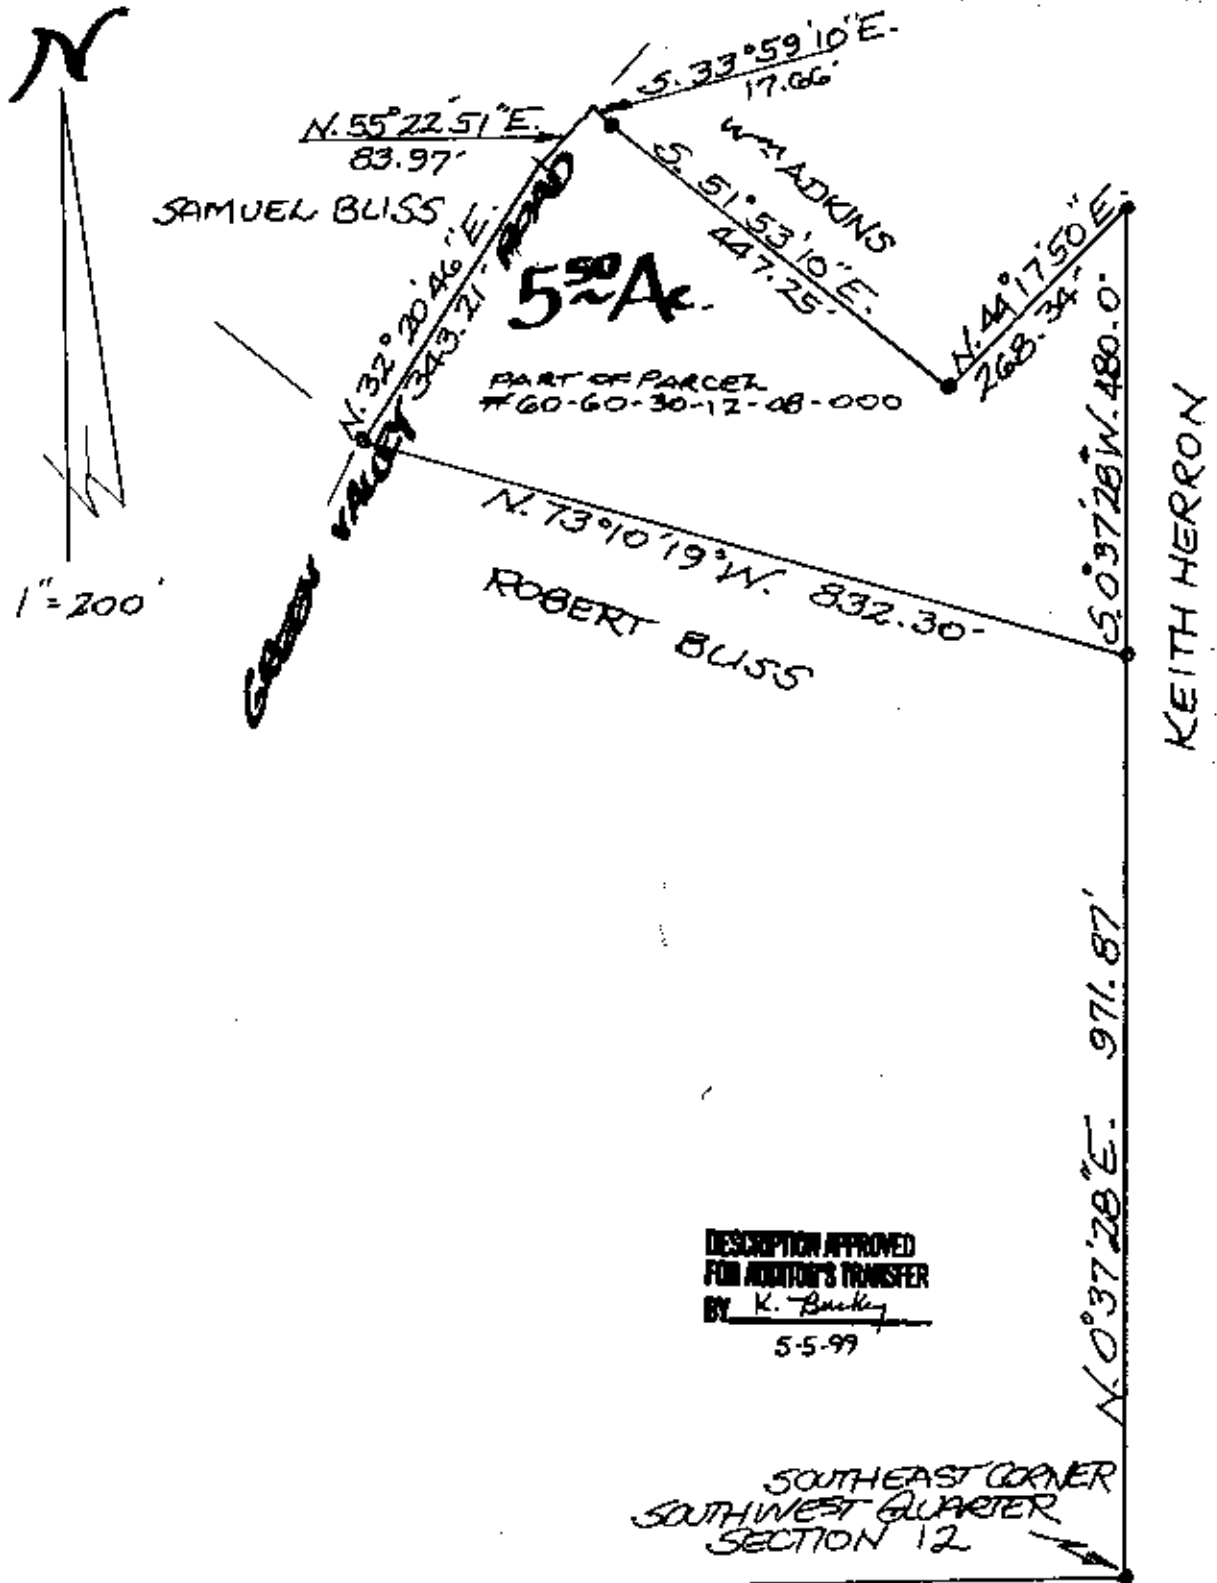 N
1"=200'
S. 33°59'10"E.
17.66'
N. 55°22'51"E.
83.97'
SAMUEL BLISS
Wm ADKINS
S. 51°53'10"E.
447.25'
N. 44°17'50"E.
268.34'
N. 32°20'46"E.
343.21'
5.50 Ac.
PART OF PARCEL
#60-60-30-12-08-000
VALLEY ROAD
S. 0°37'28"W. 480.0'
KEITH HERRON
N. 73°10'19"W. 832.30'
ROBERT BLISS
N. 0°37'28"E. 971.87'
DESCRIPTION APPROVED
FOR AUDITOR'S TRANSFER
BY K. Buckey
5-5-99
SOUTHEAST CORNER
SOUTHWEST QUARTER
SECTION 12